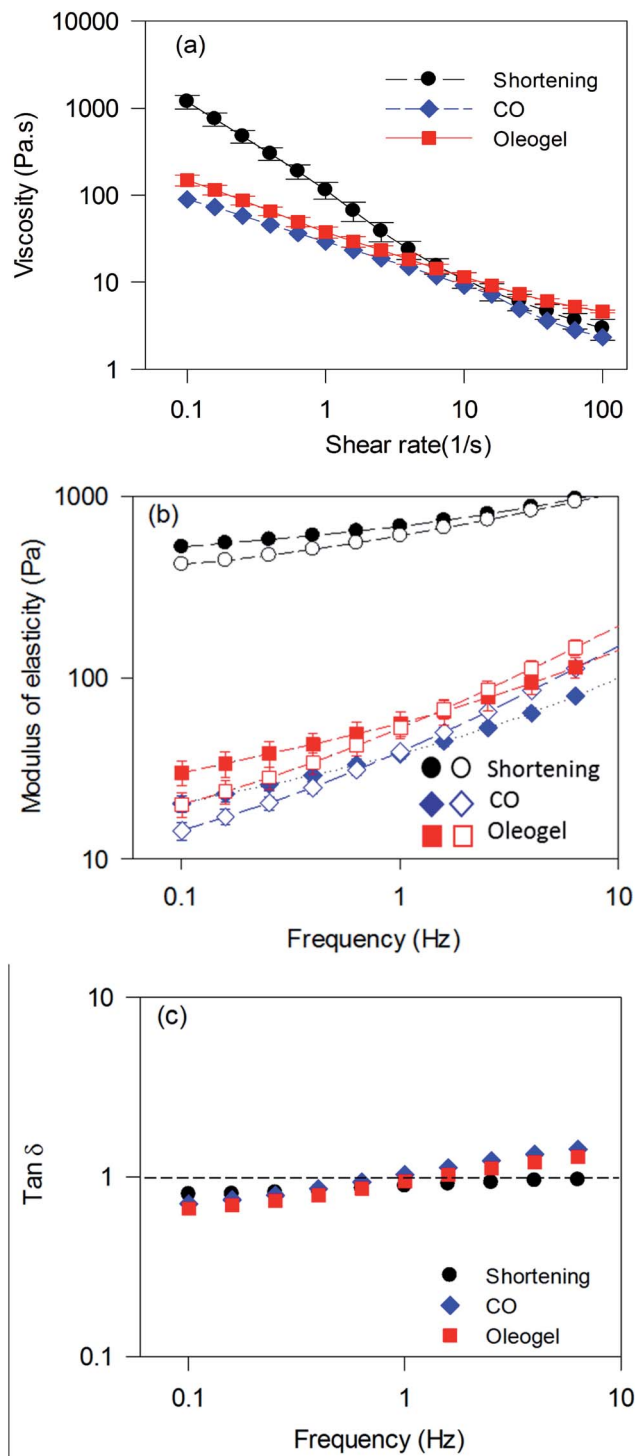 (a)
10000
1000
100
10
1
Viscosity (Pa.s)
Shortening
CO
Oleogel
0.1 1 10 100
Shear rate(1/s)
(b)
1000
100
10
Modulus of elasticity (Pa)
Shortening
CO
Oleogel
0.1 1 10
Frequency (Hz)
(c)
10
1
0.1
Tan δ
Shortening
CO
Oleogel
0.1 1 10
Frequency (Hz)